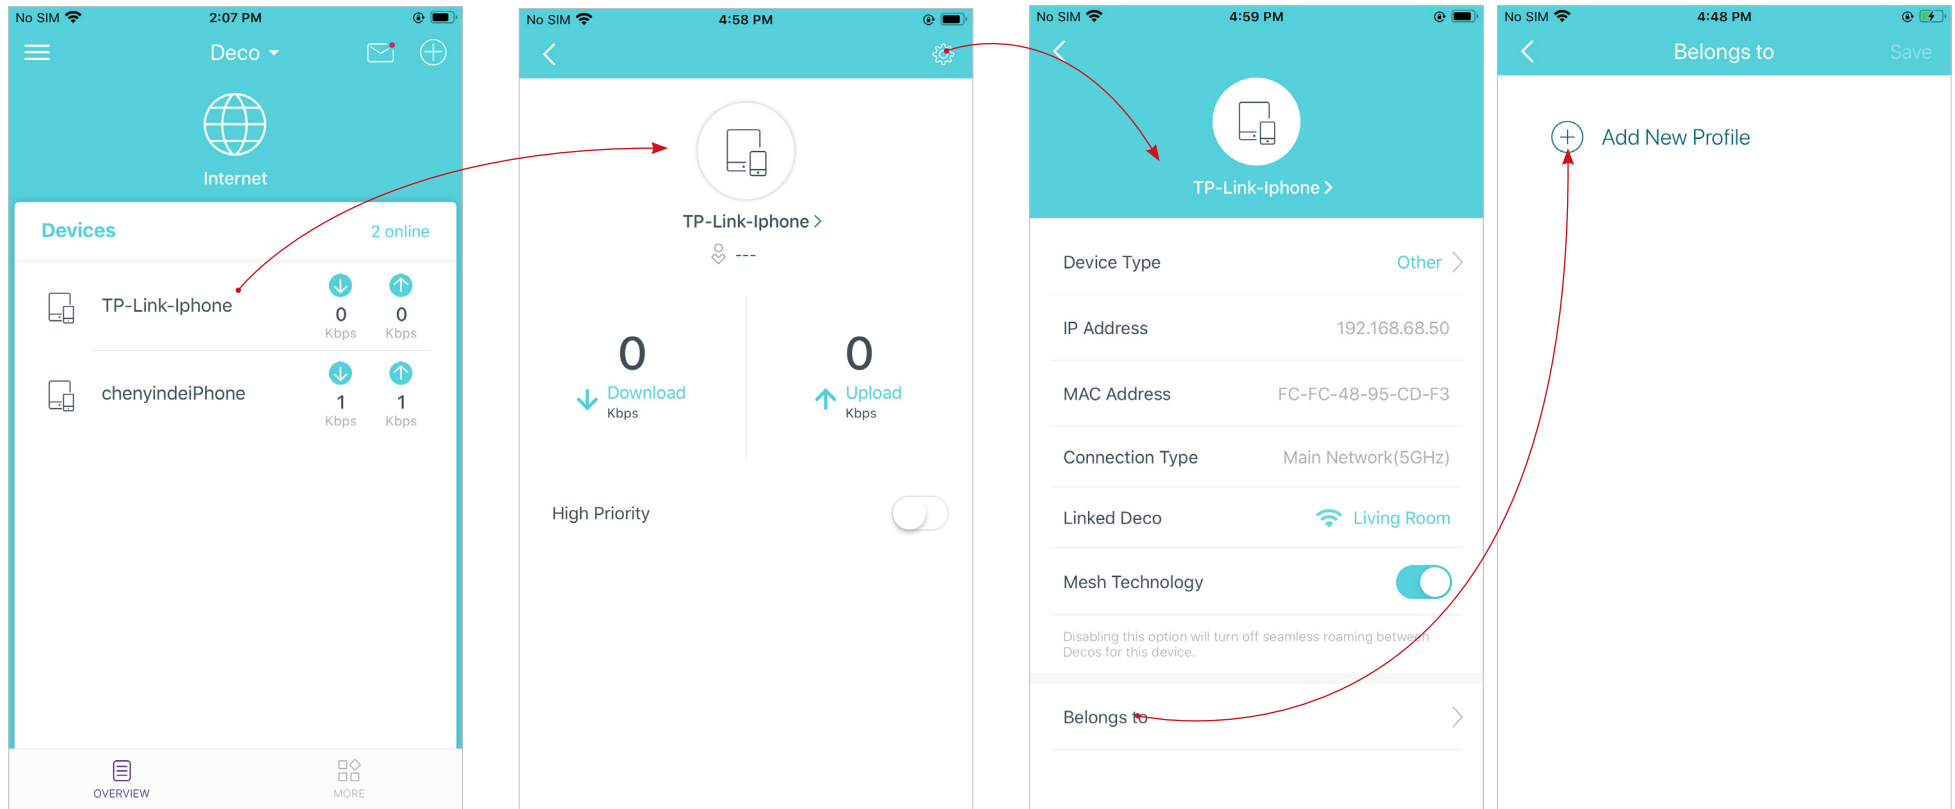 No SIM 2:07 PM
Deco
Internet
Devices 2 online
TP-Link-Iphone
0 0
Kbps Kbps
chenyindeiPhone
1 1
Kbps Kbps
OVERVIEW MORE
No SIM 4:58 PM
TP-Link-Iphone >
---
0 0
Download Upload
Kbps Kbps
High Priority
No SIM 4:59 PM
TP-Link-Iphone >
Device Type Other >
IP Address 192.168.68.50
MAC Address FC-FC-48-95-CD-F3
Connection Type Main Network(5GHz)
Linked Deco Living Room
Mesh Technology
Disabling this option will turn off seamless roaming between
Decos for this device.
Belongs to >
No SIM 4:48 PM
Belongs to Save
Add New Profile